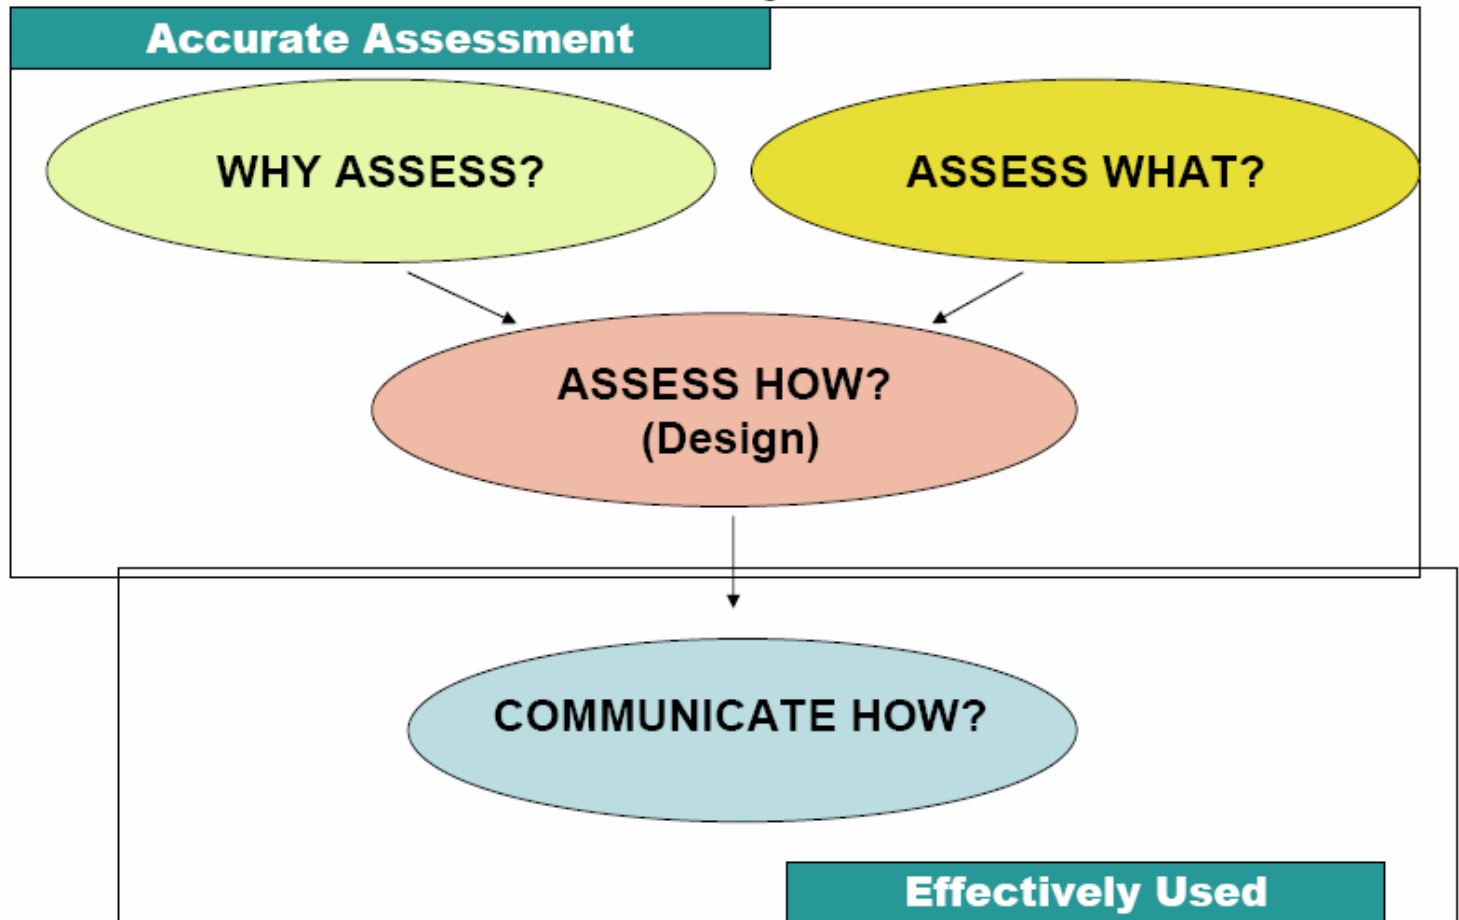 Accurate Assessment
WHY ASSESS?
ASSESS WHAT?
ASSESS HOW?
(Design)
COMMUNICATE HOW?
Effectively Used